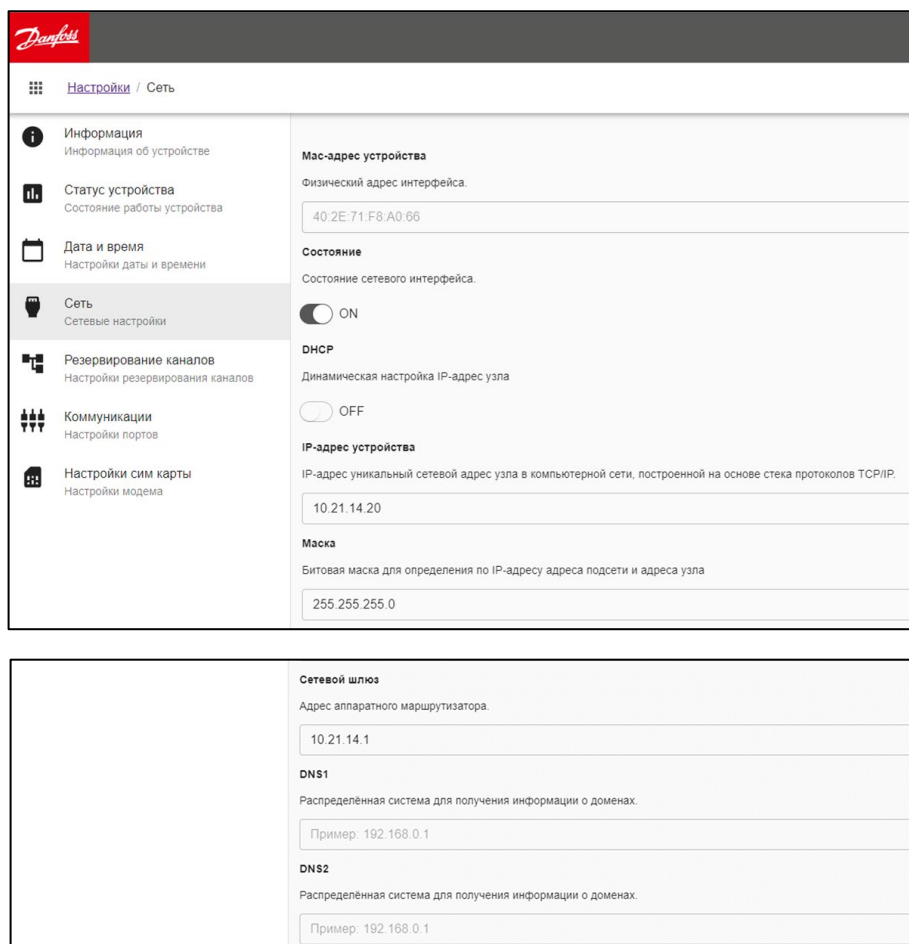 Danfoss
Настройки / Сеть
Информация
Информация об устройстве
Статус устройства
Состояние работы устройства
Дата и время
Настройки даты и времени
Сеть
Сетевые настройки
Резервирование каналов
Настройки резервирования каналов
Коммуникации
Настройки портов
Настройки сим карты
Настройки модема
Мас-адрес устройства
Физический адрес интерфейса.
40:2E:71:F8:A0:66
Состояние
Состояние сетевого интерфейса.
ON
DHCP
Динамическая настройка IP-адрес узла
OFF
IP-адрес устройства
IP-адрес уникальный сетевой адрес узла в компьютерной сети, построенной на основе стека протоколов TCP/IP.
10.21.14.20
Маска
Битовая маска для определения по IP-адресу адреса подсети и адреса узла
255.255.255.0
Сетевой шлюз
Адрес аппаратного маршрутизатора.
10.21.14.1
DNS1
Распределённая система для получения информации о доменах.
Пример: 192.168.0.1
DNS2
Распределённая система для получения информации о доменах.
Пример: 192.168.0.1